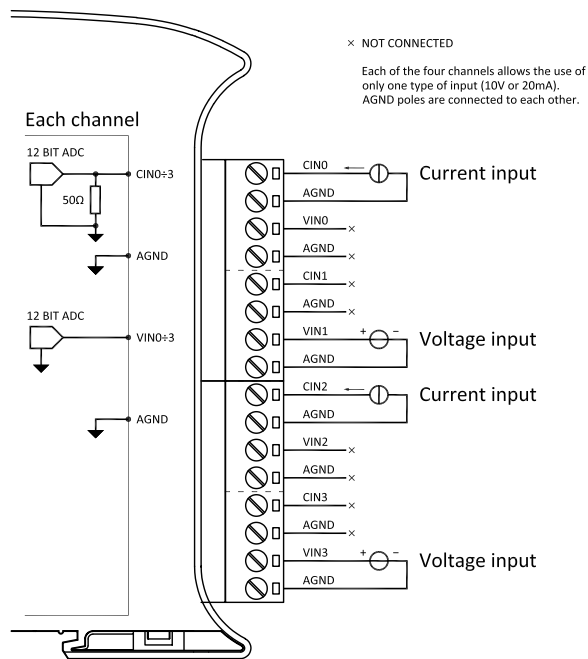 × NOT CONNECTED
Each of the four channels allows the use of
only one type of input (10V or 20mA).
AGND poles are connected to each other.
Each channel
12 BIT ADC
CIN0÷3
50Ω
AGND
12 BIT ADC
VIN0÷3
AGND
CIN0
Current input
AGND
VIN0
×
AGND
×
CIN1
×
AGND
×
VIN1
+ −
Voltage input
AGND
CIN2
Current input
AGND
VIN2
×
AGND
×
CIN3
×
AGND
×
VIN3
+ −
Voltage input
AGND